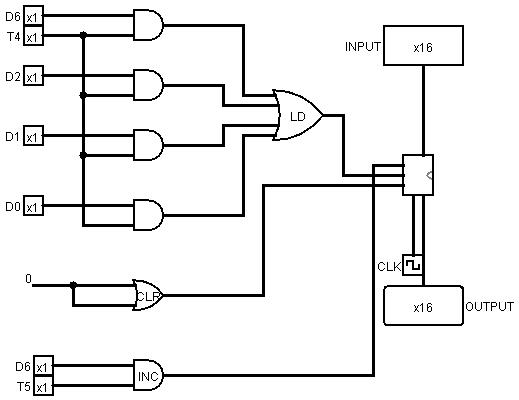 D6 x1
T4 x1
D2 x1
D1 x1
D0 x1
LD
INPUT x16
CLK
OUTPUT x16
0
CLR
D6 x1
T5 x1
INC